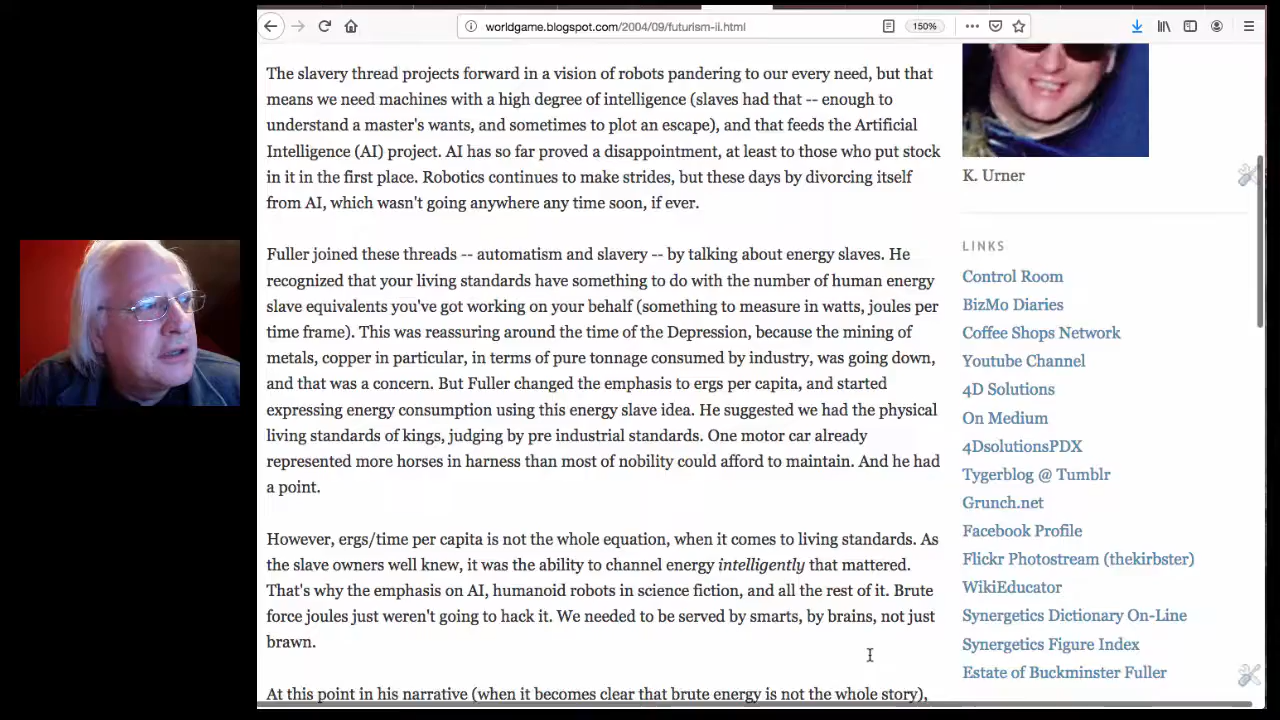 worldgame.blogspot.com/2004/09/futurism-ii.html
150%
The slavery thread projects forward in a vision of robots pandering to our every need, but that
means we need machines with a high degree of intelligence (slaves had that -- enough to
understand a master's wants, and sometimes to plot an escape), and that feeds the Artificial
Intelligence (AI) project. AI has so far proved a disappointment, at least to those who put stock
in it in the first place. Robotics continues to make strides, but these days by divorcing itself
from AI, which wasn't going anywhere any time soon, if ever.
Fuller joined these threads -- automatism and slavery -- by talking about energy slaves. He
recognized that your living standards have something to do with the number of human energy
slave equivalents you've got working on your behalf (something to measure in watts, joules per
time frame). This was reassuring around the time of the Depression, because the mining of
metals, copper in particular, in terms of pure tonnage consumed by industry, was going down,
and that was a concern. But Fuller changed the emphasis to ergs per capita, and started
expressing energy consumption using this energy slave idea. He suggested we had the physical
living standards of kings, judging by pre industrial standards. One motor car already
represented more horses in harness than most of nobility could afford to maintain. And he had
a point.
However, ergs/time per capita is not the whole equation, when it comes to living standards. As
the slave owners well knew, it was the ability to channel energy intelligently that mattered.
That's why the emphasis on AI, humanoid robots in science fiction, and all the rest of it. Brute
force joules just weren't going to hack it. We needed to be served by smarts, by brains, not just
brawn.
At this point in his narrative (when it becomes clear that brute energy is not the whole story),
K. Urner
LINKS
Control Room
BizMo Diaries
Coffee Shops Network
Youtube Channel
4D Solutions
On Medium
4DsolutionsPDX
Tygerblog @ Tumblr
Grunch.net
Facebook Profile
Flickr Photostream (thekirbster)
WikiEducator
Synergetics Dictionary On-Line
Synergetics Figure Index
Estate of Buckminster Fuller